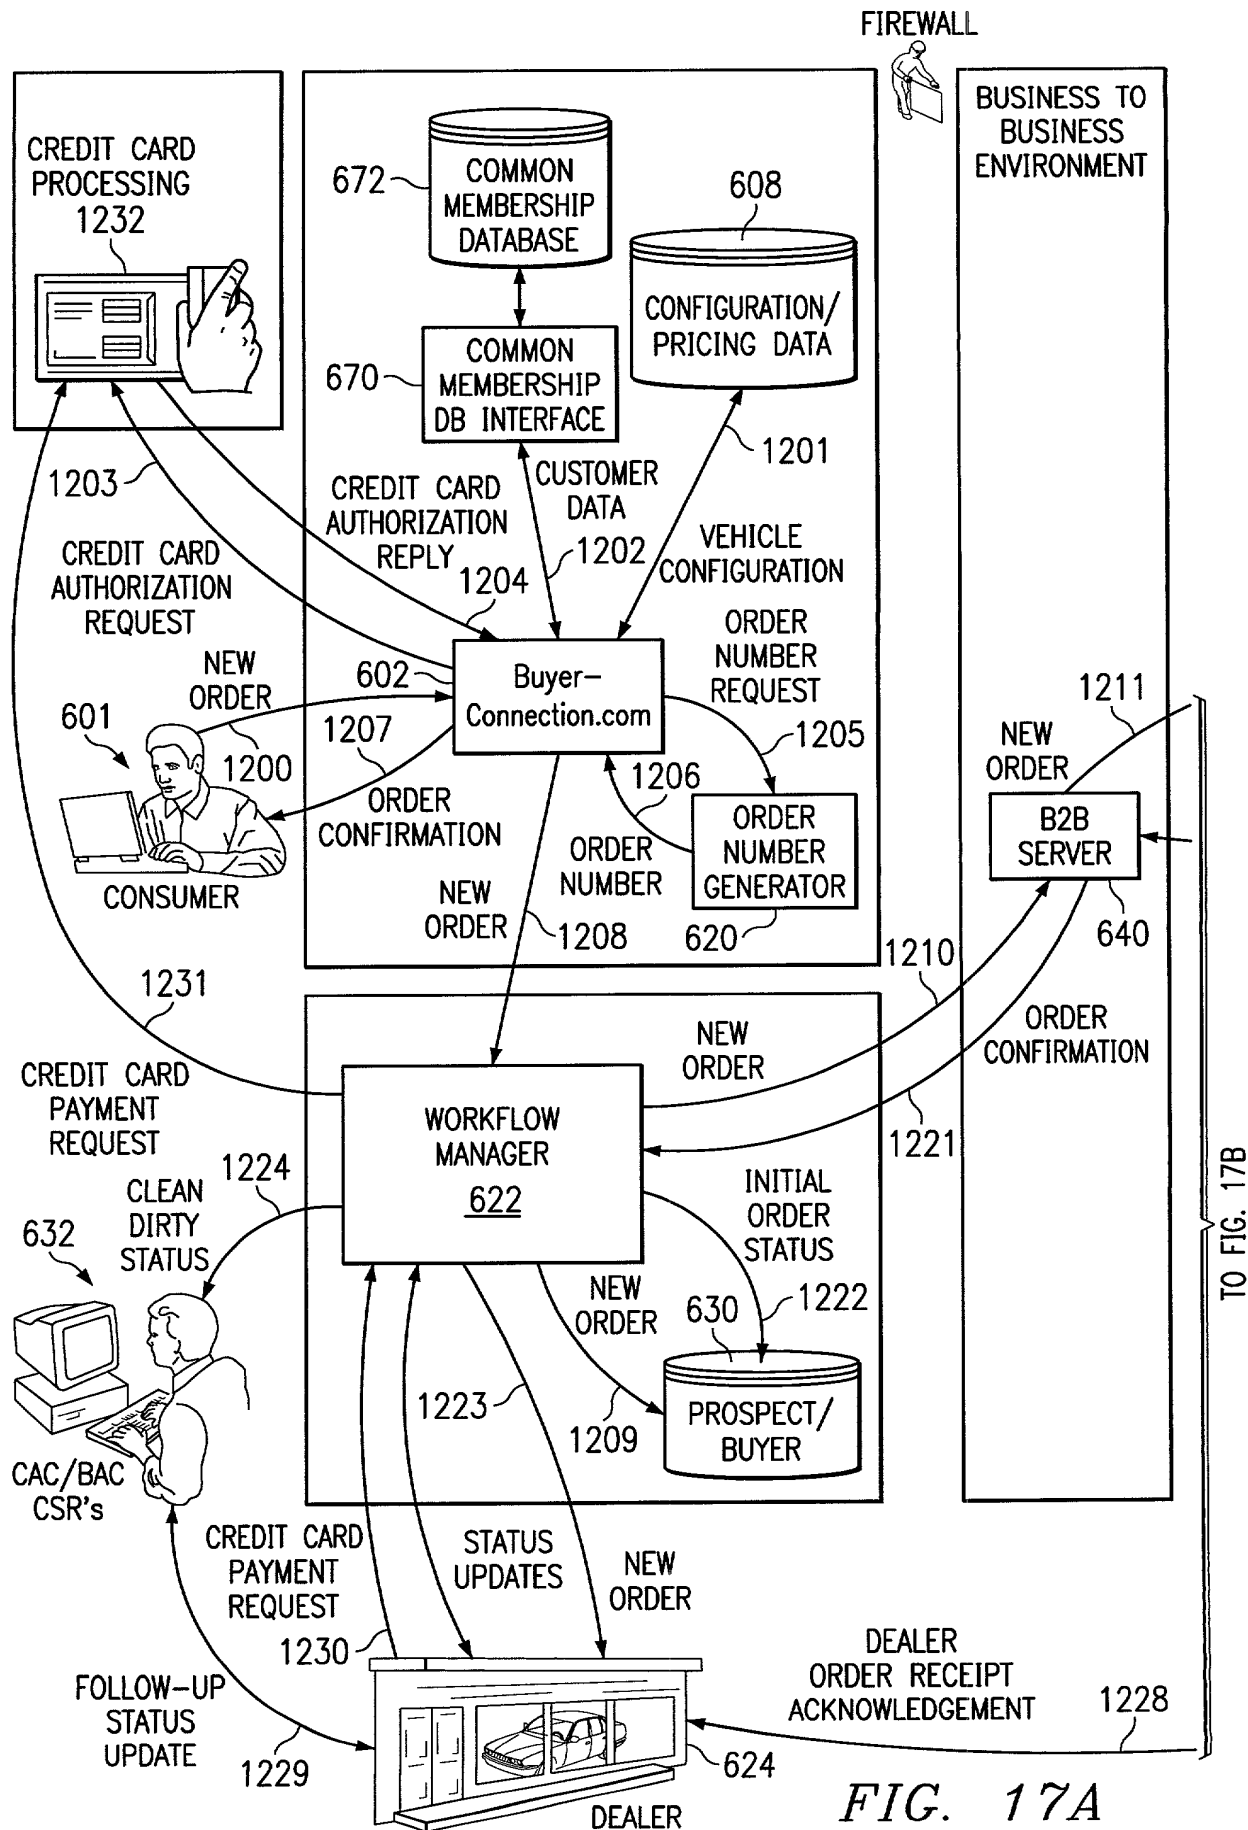 FIREWALL
BUSINESS TO
BUSINESS
ENVIRONMENT
CREDIT CARD
PROCESSING
1232
672
COMMON
MEMBERSHIP
DATABASE
608
CONFIGURATION/
PRICING DATA
670
COMMON
MEMBERSHIP
DB INTERFACE
1201
1203
CREDIT CARD
AUTHORIZATION
REPLY
1204
CUSTOMER
DATA
1202
VEHICLE
CONFIGURATION
CREDIT CARD
AUTHORIZATION
REQUEST
ORDER
NUMBER
REQUEST
NEW
ORDER
602
Buyer-
Connection.com
601
1200
1207
1205
1206
1211
NEW
ORDER
ORDER
CONFIRMATION
ORDER
NUMBER
ORDER
NUMBER
GENERATOR
B2B
SERVER
CONSUMER
NEW
ORDER
1208
620
640
1210
1231
ORDER
CONFIRMATION
NEW
ORDER
CREDIT CARD
PAYMENT
REQUEST
WORKFLOW
MANAGER
622
1221
1224
CLEAN
DIRTY
STATUS
INITIAL
ORDER
STATUS
TO FIG. 17B
632
NEW
ORDER
630
1222
1223
1209
PROSPECT/
BUYER
CAC/BAC
CSR's
CREDIT CARD
PAYMENT
REQUEST
1230
STATUS
UPDATES
NEW
ORDER
DEALER
ORDER RECEIPT
ACKNOWLEDGEMENT
1228
FOLLOW-UP
STATUS
UPDATE
1229
624
DEALER
FIG. 17A